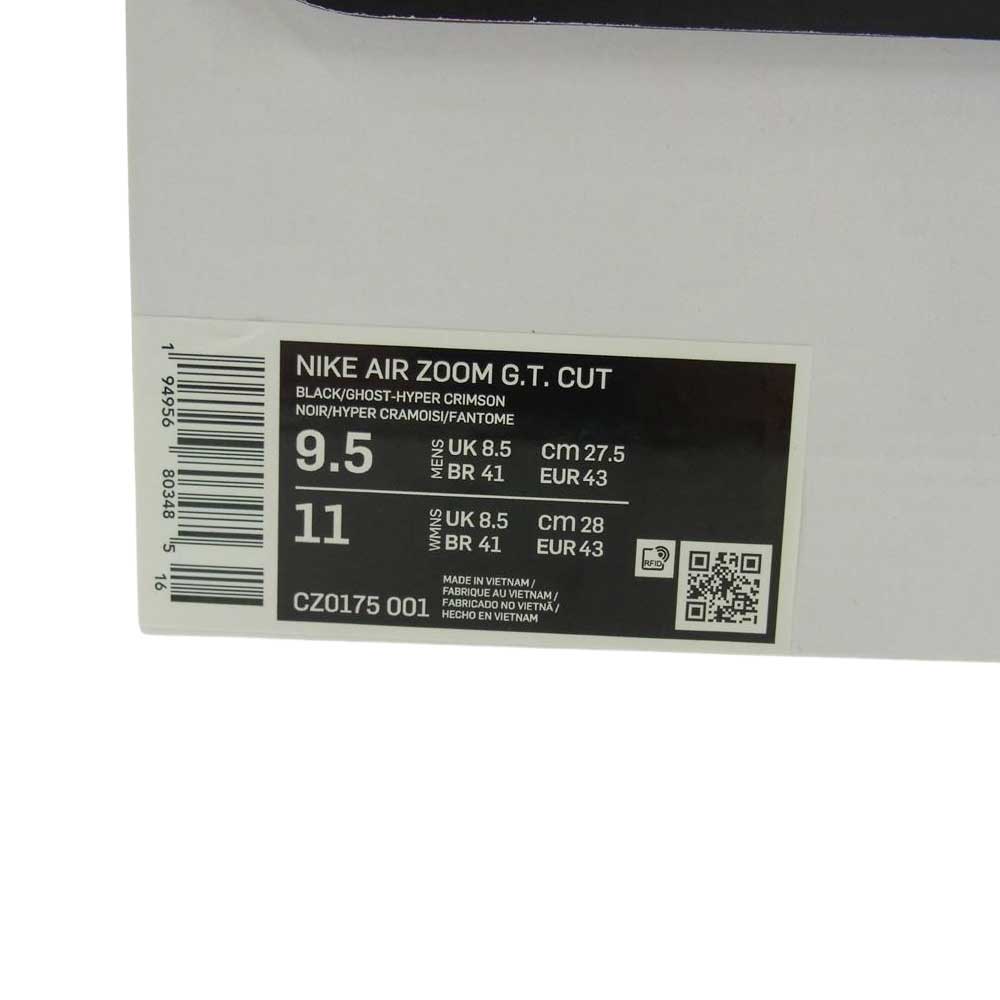 NIKE AIR ZOOM G.T. CUT
BLACK/GHOST-HYPER CRIMSON
NOIR/HYPER CRAMOISI/FANTOME
9.5 MENS UK 8.5 cm 27.5
BR 41 EUR 43
11 WMNS UK 8.5 cm 28
BR 41 EUR 43
RFID
CZ0175 001
MADE IN VIETNAM /
FABRIQUE AU VIETNAM /
FABRICADO NO VIETNÃ /
HECHO EN VIETNAM
1 94956 80348 5 16